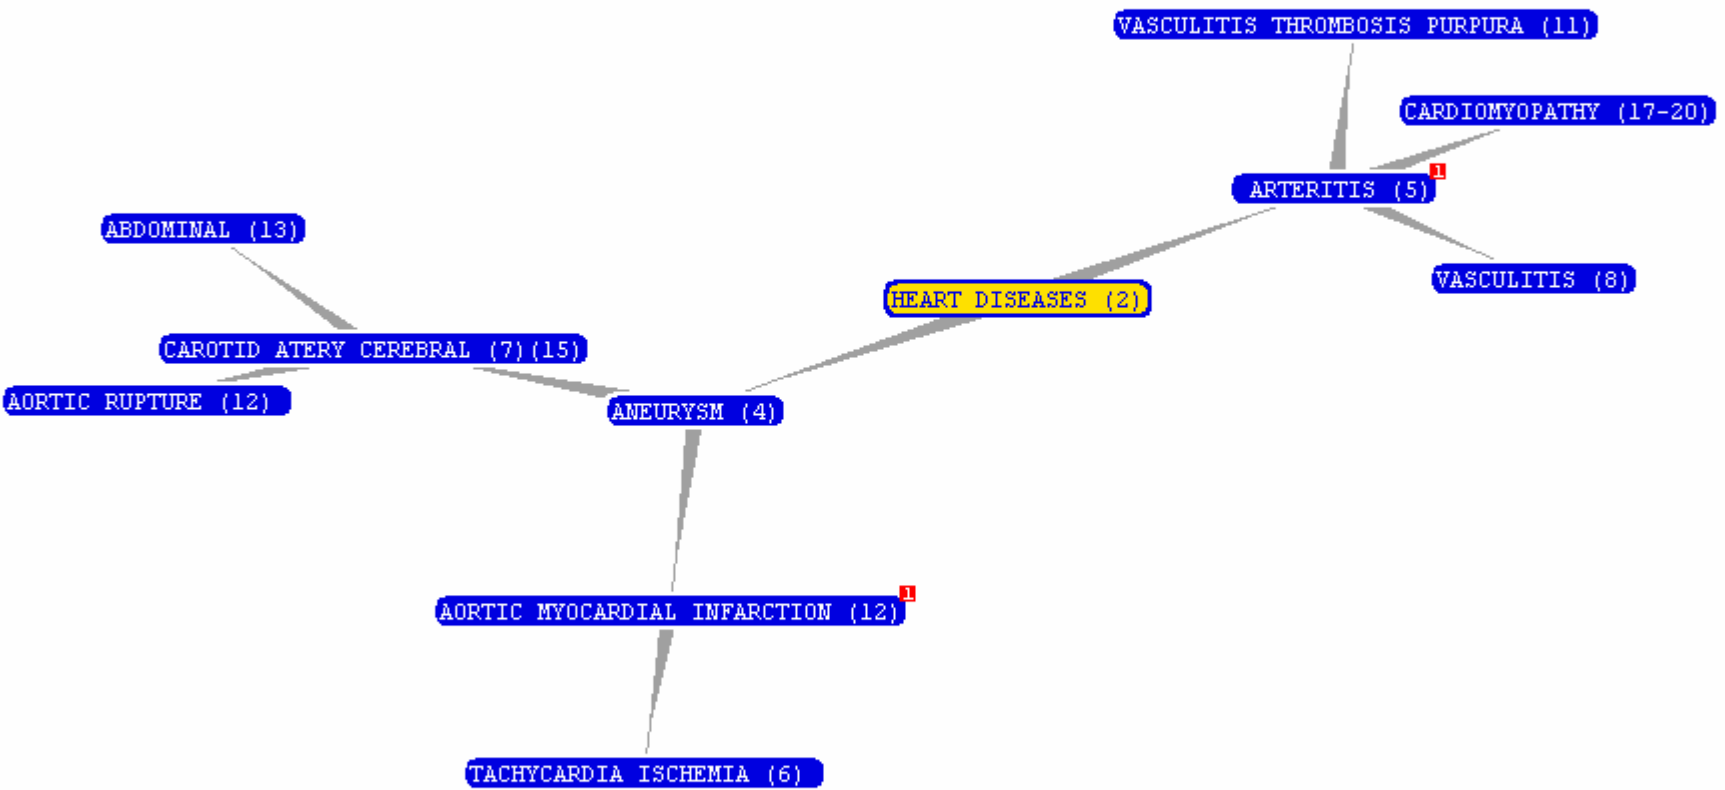 VASCULITIS THROMBOSIS PURPURA (11)
CARDIOMYOPATHY (17-20)
1
ARTERITIS (5)
ABDOMINAL (13)
VASCULITIS (8)
HEART DISEASES (2)
CAROTID ATERY CEREBRAL (7)(15)
AORTIC RUPTURE (12)
ANEURYSM (4)
1
AORTIC MYOCARDIAL INFARCTION (12)
TACHYCARDIA ISCHEMIA (6)